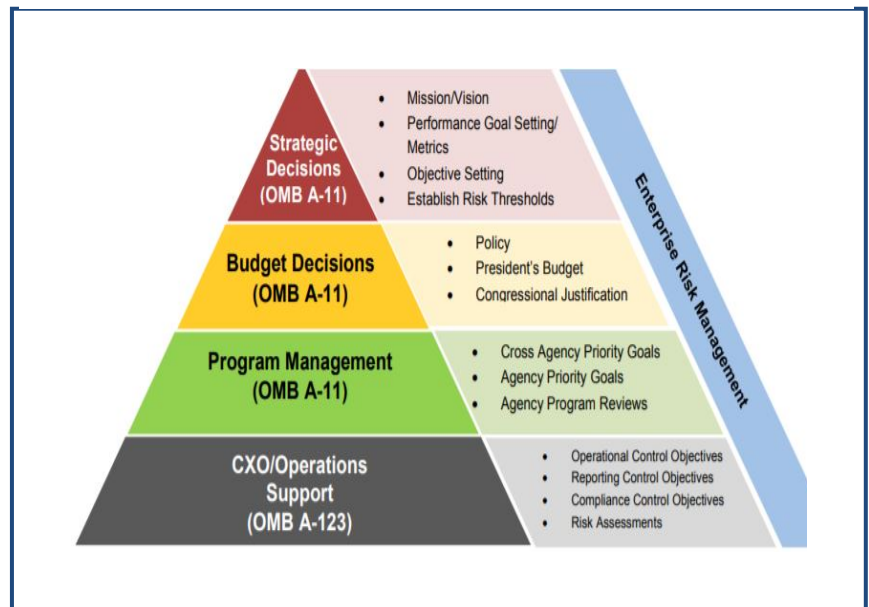 Strategic
Decisions
(OMB A-11)
• Mission/Vision
• Performance Goal Setting/
Metrics
• Objective Setting
• Establish Risk Thresholds
Budget Decisions
(OMB A-11)
• Policy
• President's Budget
• Congressional Justification
Program Management
(OMB A-11)
• Cross Agency Priority Goals
• Agency Priority Goals
• Agency Program Reviews
CXO/Operations
Support
(OMB A-123)
• Operational Control Objectives
• Reporting Control Objectives
• Compliance Control Objectives
• Risk Assessments
Enterprise Risk Management